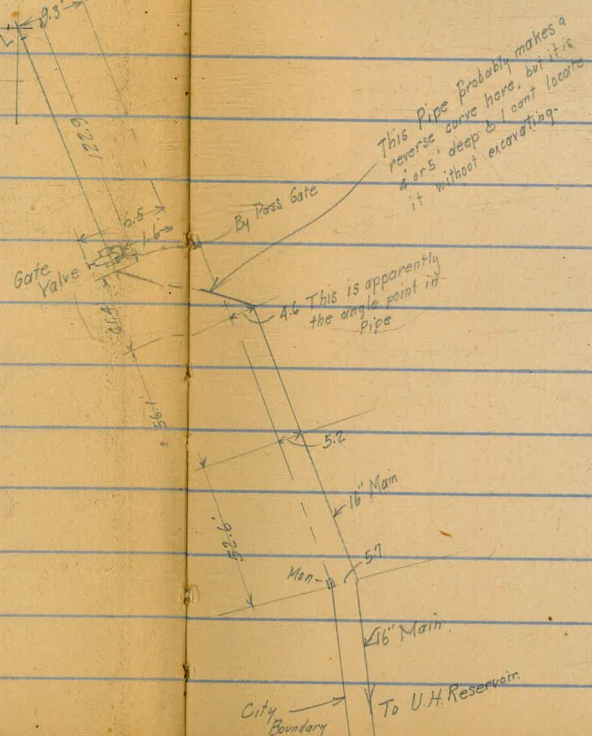 9.3'
L
122.9
This Pipe probably makes a
reverse curve here, but it is
4 or 5' deep & I cant locate
it without excavating.
6.5
1.6
By Pass Gate
Gate
Valve
4.6 This is apparently
the angle point in
Pipe
56.1'
5.2
16" Main
52.6'
5.7
Mon
16" Main
To U.H. Reservoir.
City
Boundary